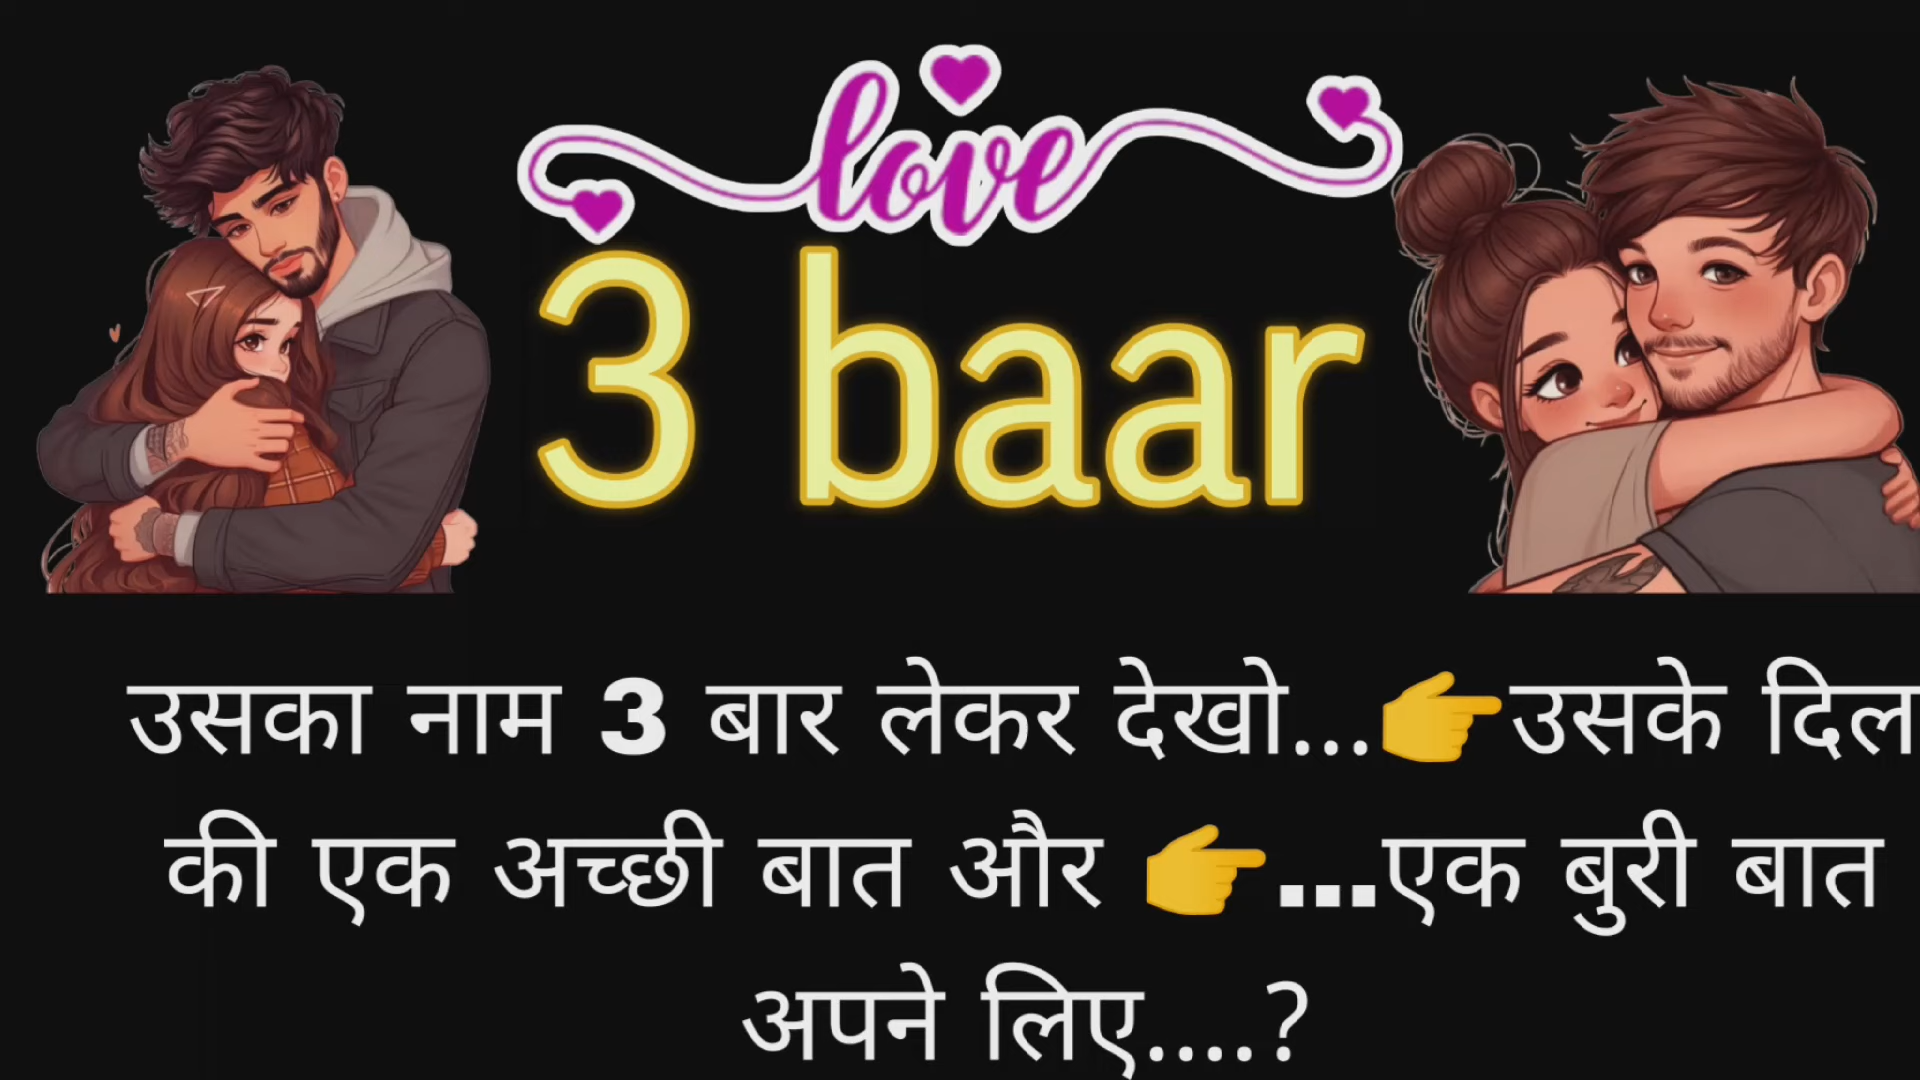 love
3 baar
उसका नाम 3 बार लेकर देखो...👉उसके दिल
की एक अच्छी बात और 👉...एक बुरी बात
अपने लिए....?